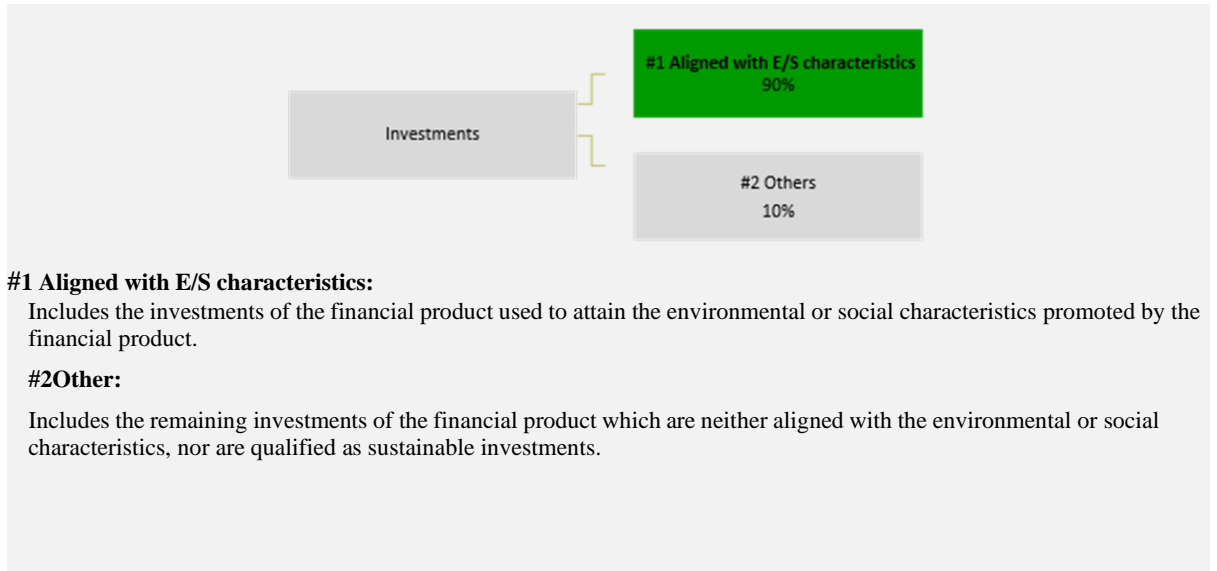 #1 Aligned with E/S characteristics
90%
Investments
#2 Others
10%
#1 Aligned with E/S characteristics:
Includes the investments of the financial product used to attain the environmental or social characteristics promoted by the
financial product.
#2Other:
Includes the remaining investments of the financial product which are neither aligned with the environmental or social
characteristics, nor are qualified as sustainable investments.